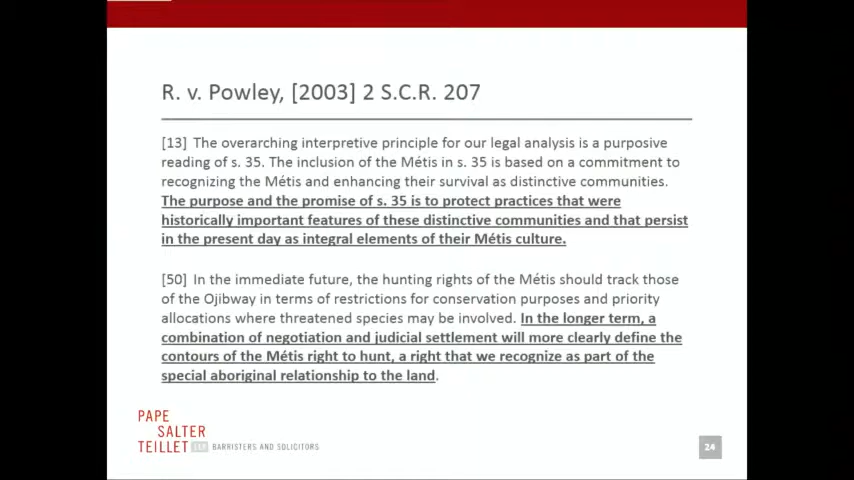 R. v. Powley, [2003] 2 S.C.R. 207
[13] The overarching interpretive principle for our legal analysis is a purposive
reading of s. 35. The inclusion of the Métis in s. 35 is based on a commitment to
recognizing the Métis and enhancing their survival as distinctive communities.
The purpose and the promise of s. 35 is to protect practices that were
historically important features of these distinctive communities and that persist
in the present day as integral elements of their Métis culture.
[50] In the immediate future, the hunting rights of the Métis should track those
of the Ojibway in terms of restrictions for conservation purposes and priority
allocations where threatened species may be involved. In the longer term, a
combination of negotiation and judicial settlement will more clearly define the
contours of the Métis right to hunt, a right that we recognize as part of the
special aboriginal relationship to the land.
PAPE
SALTER
TEILLET LLP BARRISTERS AND SOLICITORS
24